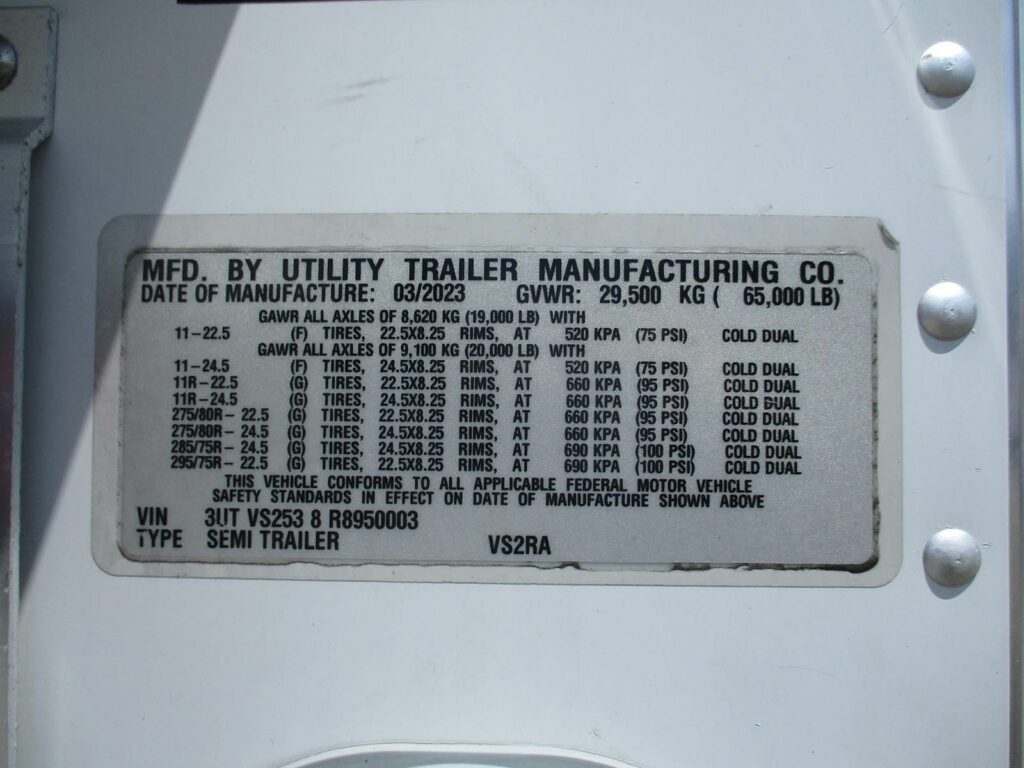 MFD. BY UTILITY TRAILER MANUFACTURING CO.
DATE OF MANUFACTURE: 03/2023 GVWR: 29,500 KG ( 65,000 LB)
GAWR ALL AXLES OF 8,620 KG (19,000 LB) WITH
11-22.5 (F) TIRES, 22.5X8.25 RIMS, AT 520 KPA (75 PSI) COLD DUAL
GAWR ALL AXLES OF 9,100 KG (20,000 LB) WITH
11-24.5 (F) TIRES, 24.5X8.25 RIMS, AT 520 KPA (75 PSI) COLD DUAL
11R-22.5 (G) TIRES, 22.5X8.25 RIMS, AT 660 KPA (95 PSI) COLD DUAL
11R-24.5 (G) TIRES, 24.5X8.25 RIMS, AT 660 KPA (95 PSI) COLD DUAL
275/80R- 22.5 (G) TIRES, 22.5X8.25 RIMS, AT 660 KPA (95 PSI) COLD DUAL
275/80R- 24.5 (G) TIRES, 24.5X8.25 RIMS, AT 660 KPA (95 PSI) COLD DUAL
285/75R- 24.5 (G) TIRES, 24.5X8.25 RIMS, AT 690 KPA (100 PSI) COLD DUAL
295/75R- 22.5 (G) TIRES, 22.5X8.25 RIMS, AT 690 KPA (100 PSI) COLD DUAL
THIS VEHICLE CONFORMS TO ALL APPLICABLE FEDERAL MOTOR VEHICLE
SAFETY STANDARDS IN EFFECT ON DATE OF MANUFACTURE SHOWN ABOVE
VIN 3UT VS253 8 R8950003
TYPE SEMI TRAILER VS2RA